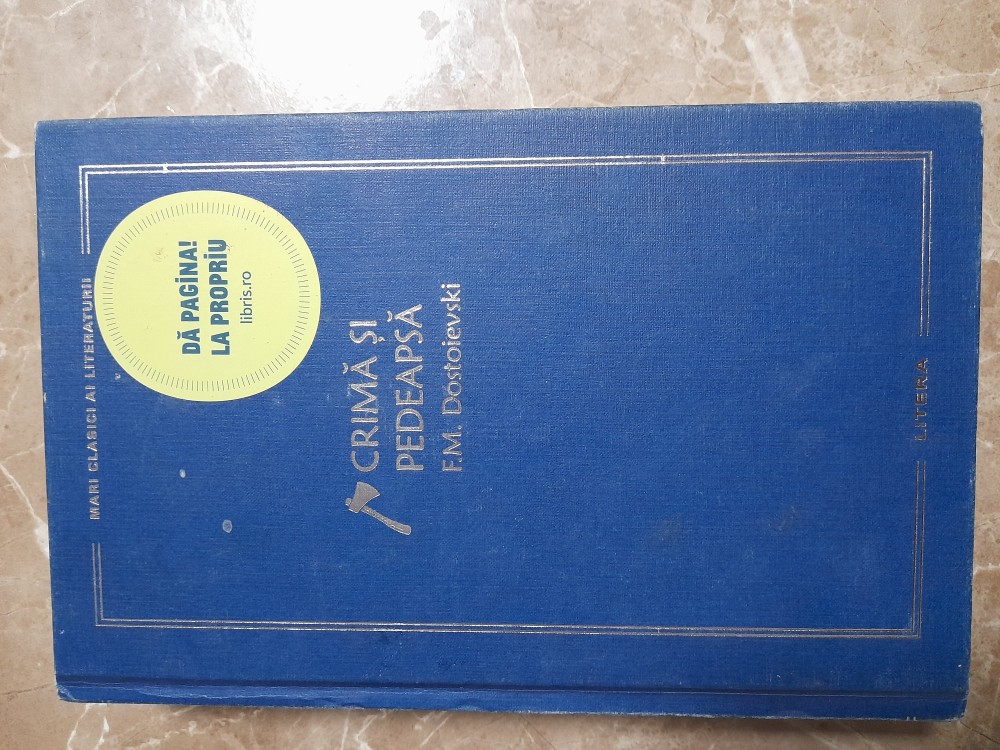 MARI CLASICI AI LITERATURII
DĂ PAGINA!
LA PROPRIU
libris.ro
CRIMĂ ȘI
PEDEAPSĂ
F.M. Dostoievski
LITERA